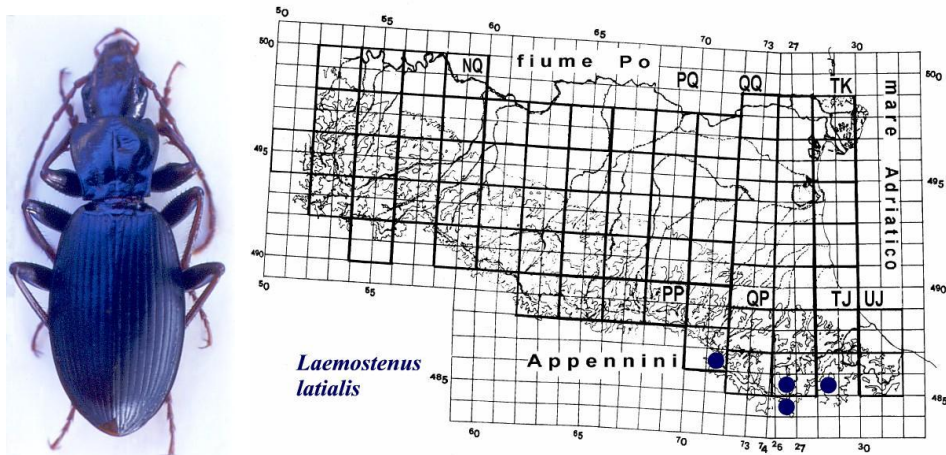 50 55 60 65 70 73 27 30
500 500
NQ fiume Po PQ QQ TK
mare Adriatico
495 495
490 490
PP QP TJ UJ
Appennini
Laemostenus
latialis
485 485
60 65 70 73 74 26 27 30